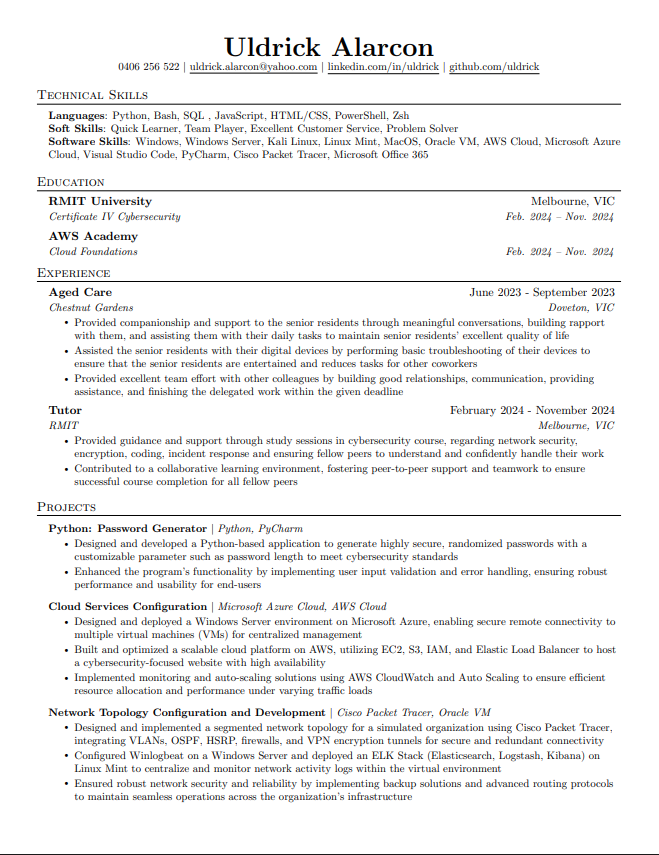 Uldrick Alarcon
0406 256 522 | uldrick.alarcon@yahoo.com | linkedin.com/in/uldrick | github.com/uldrick
Technical Skills
Languages: Python, Bash, SQL , JavaScript, HTML/CSS, PowerShell, Zsh
Soft Skills: Quick Learner, Team Player, Excellent Customer Service, Problem Solver
Software Skills: Windows, Windows Server, Kali Linux, Linux Mint, MacOS, Oracle VM, AWS Cloud, Microsoft Azure
Cloud, Visual Studio Code, PyCharm, Cisco Packet Tracer, Microsoft Office 365
Education
RMIT University Melbourne, VIC
Certificate IV Cybersecurity Feb. 2024 – Nov. 2024
AWS Academy
Cloud Foundations Feb. 2024 – Nov. 2024
Experience
Aged Care June 2023 - September 2023
Chestnut Gardens Doveton, VIC
• Provided companionship and support to the senior residents through meaningful conversations, building rapport
with them, and assisting them with their daily tasks to maintain senior residents' excellent quality of life
• Assisted the senior residents with their digital devices by performing basic troubleshooting of their devices to
ensure that the senior residents are entertained and reduces tasks for other coworkers
• Provided excellent team effort with other colleagues by building good relationships, communication, providing
assistance, and finishing the delegated work within the given deadline
Tutor February 2024 - November 2024
RMIT Melbourne, VIC
• Provided guidance and support through study sessions in cybersecurity course, regarding network security,
encryption, coding, incident response and ensuring fellow peers to understand and confidently handle their work
• Contributed to a collaborative learning environment, fostering peer-to-peer support and teamwork to ensure
successful course completion for all fellow peers
Projects
Python: Password Generator | Python, PyCharm
• Designed and developed a Python-based application to generate highly secure, randomized passwords with a
customizable parameter such as password length to meet cybersecurity standards
• Enhanced the program's functionality by implementing user input validation and error handling, ensuring robust
performance and usability for end-users
Cloud Services Configuration | Microsoft Azure Cloud, AWS Cloud
• Designed and deployed a Windows Server environment on Microsoft Azure, enabling secure remote connectivity to
multiple virtual machines (VMs) for centralized management
• Built and optimized a scalable cloud platform on AWS, utilizing EC2, S3, IAM, and Elastic Load Balancer to host
a cybersecurity-focused website with high availability
• Implemented monitoring and auto-scaling solutions using AWS CloudWatch and Auto Scaling to ensure efficient
resource allocation and performance under varying traffic loads
Network Topology Configuration and Development | Cisco Packet Tracer, Oracle VM
• Designed and implemented a segmented network topology for a simulated organization using Cisco Packet Tracer,
integrating VLANs, OSPF, HSRP, firewalls, and VPN encryption tunnels for secure and redundant connectivity
• Configured Winlogbeat on a Windows Server and deployed an ELK Stack (Elasticsearch, Logstash, Kibana) on
Linux Mint to centralize and monitor network activity logs within the virtual environment
• Ensured robust network security and reliability by implementing backup solutions and advanced routing protocols
to maintain seamless operations across the organization's infrastructure